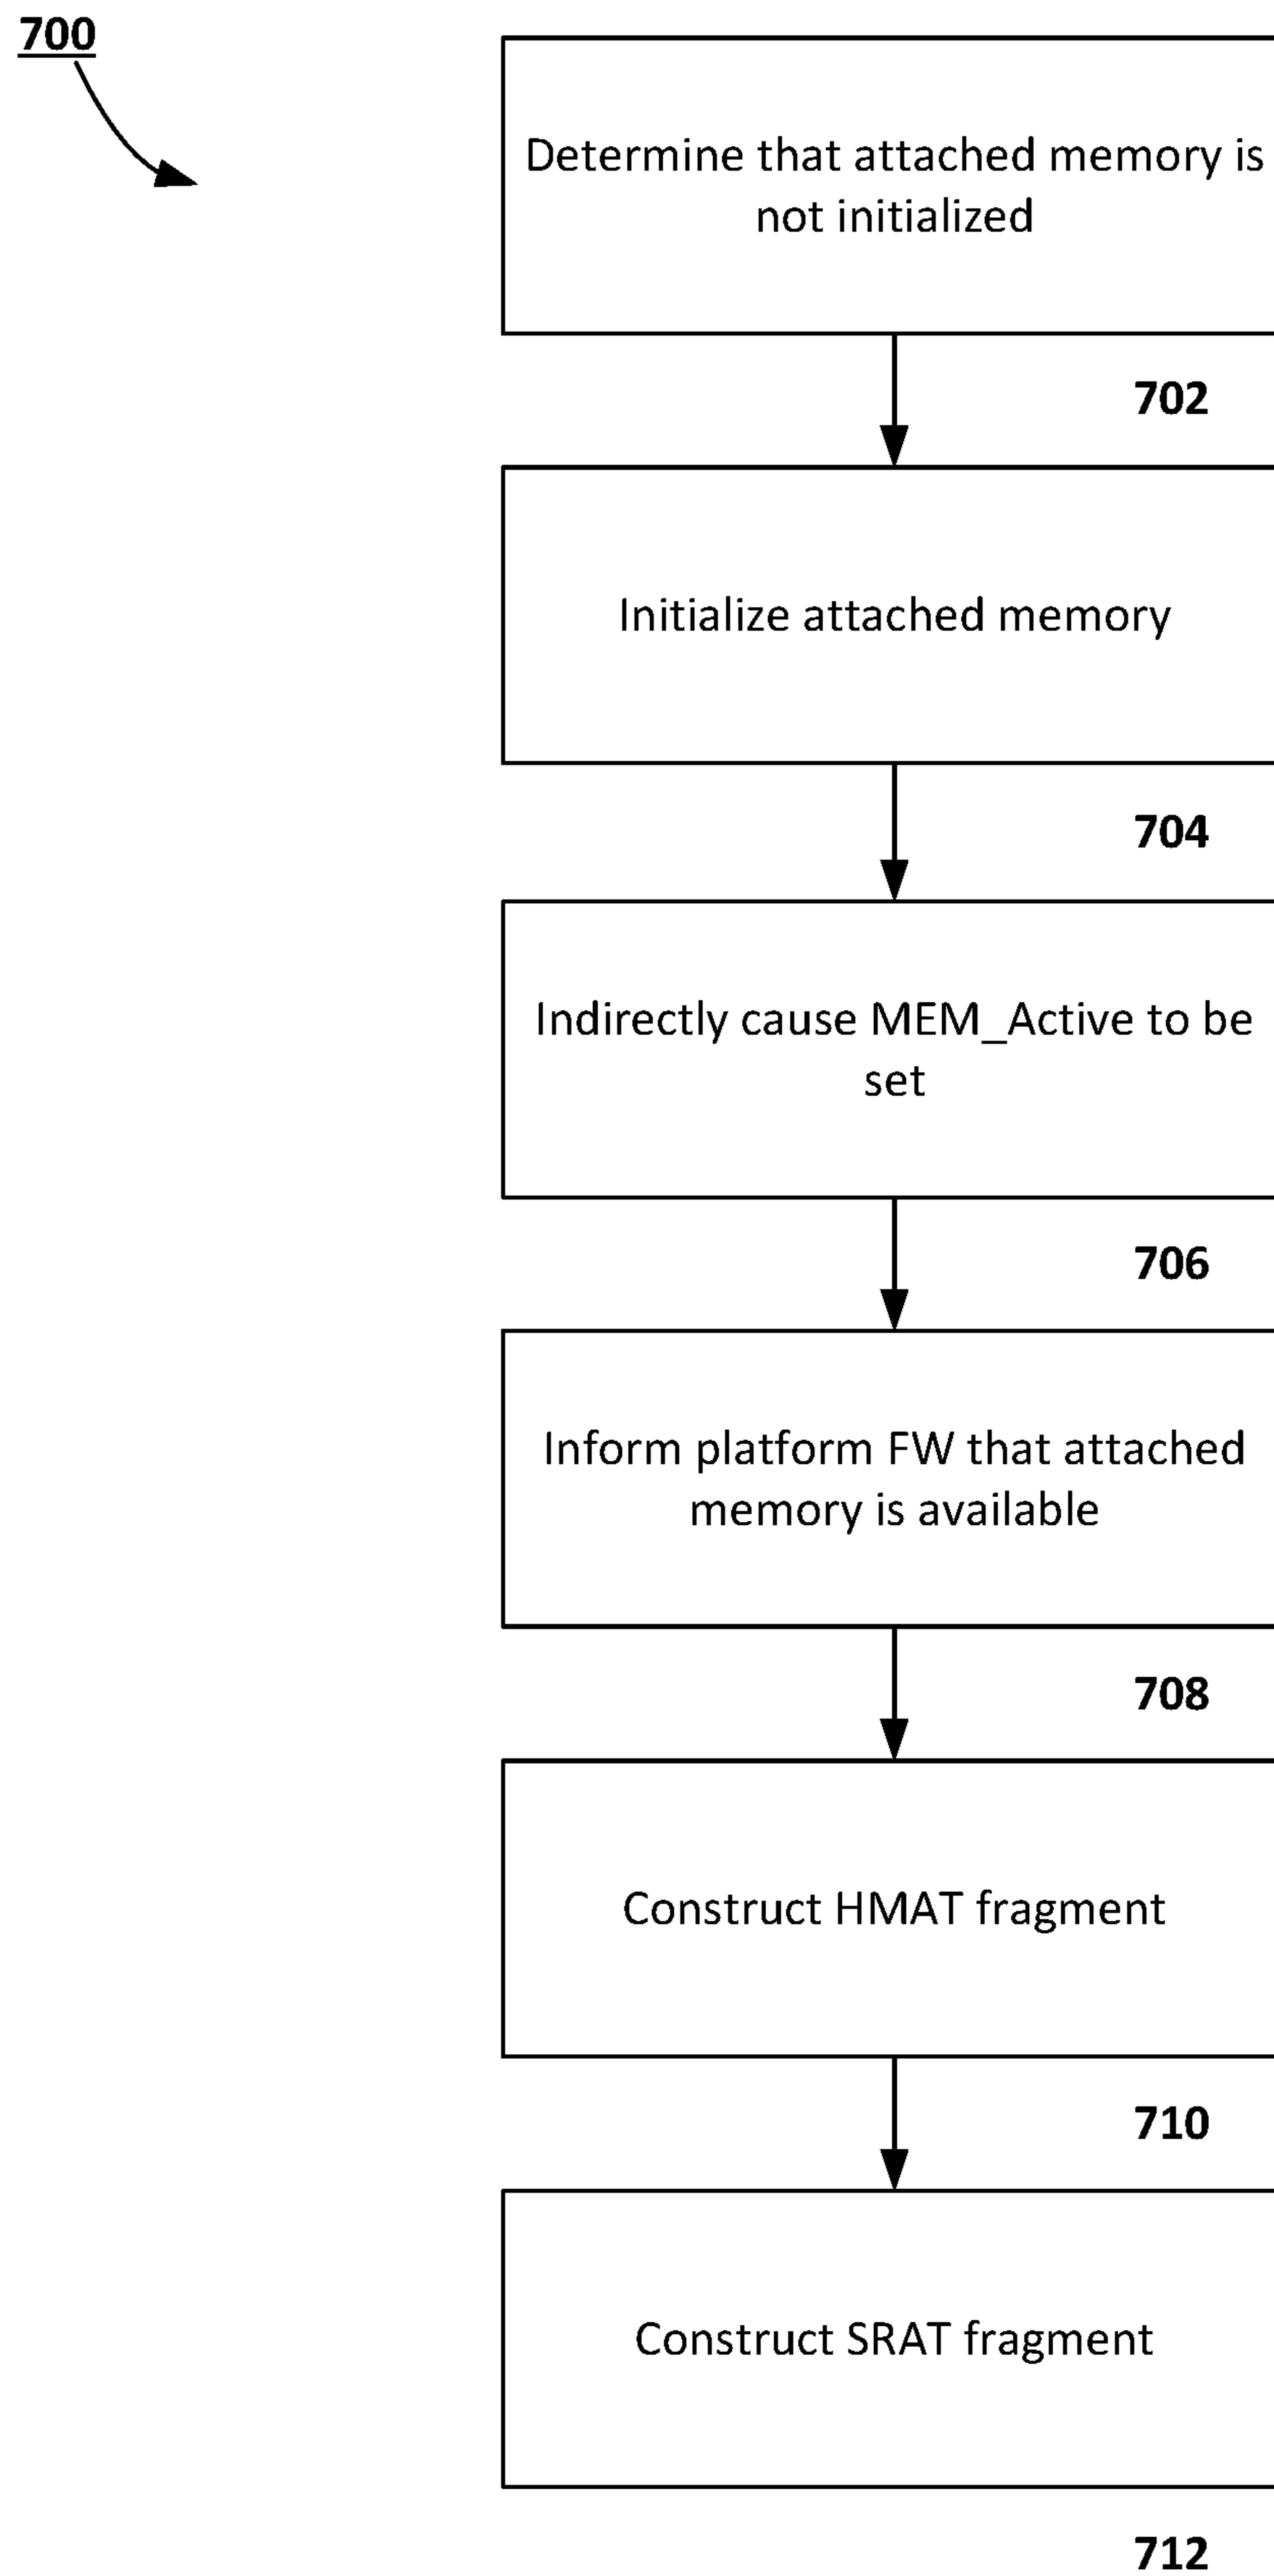 700
Determine that attached memory is
not initialized
702
Initialize attached memory
704
Indirectly cause MEM_Active to be
set
706
Inform platform FW that attached
memory is available
708
Construct HMAT fragment
710
Construct SRAT fragment
712